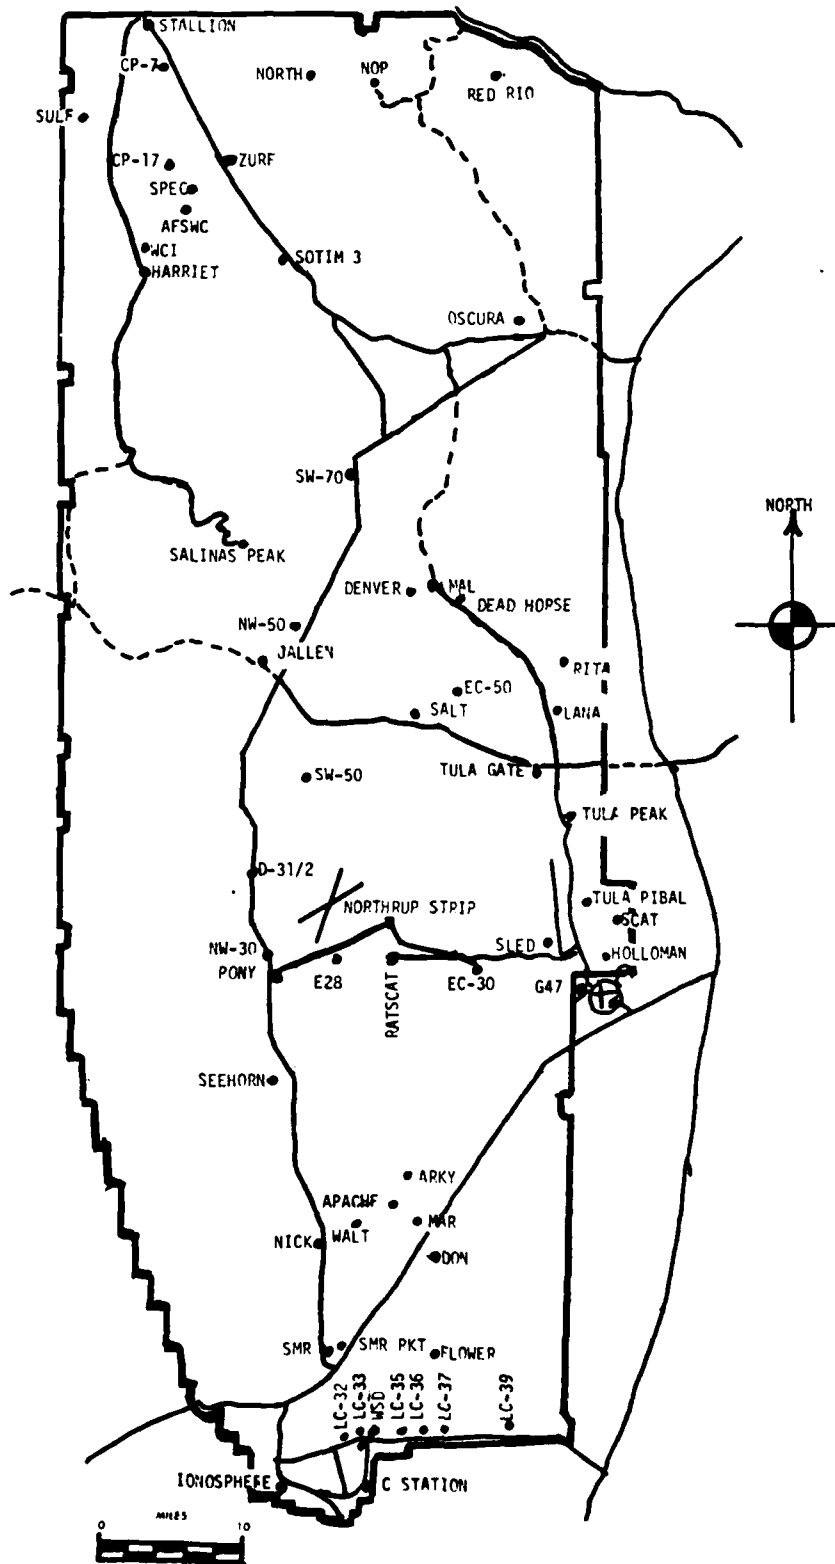 STALLION
CP-7
NORTH
NOP
RED RIO
SULF
CP-17
ZURF
SPEC
AFSWC
WCI
HARRIET
SOTIM 3
OSCURA
SW-70
NORTH
SALINAS PEAK
DENVER
MAL
DEAD HOPSE
NW-50
JALLEN
RITA
EC-50
SALT
LANA
TULA GATE
SW-50
TULA PEAK
D-31/2
TULA PIBAL
NORTHRUP STRIP
SCAT
SLED
NW-30
HOLLOMAN
PONY
E28
RATSCAT
EC-30
G47
SEEHORN
ARKY
APACHE
WALT
MAR
NICK
DON
SMR
SMR PKT
FLOWER
LC-32
LC-33
WSD
LC-35
LC-36
LC-37
LC-39
IONOSPHERE
C STATION
0 MILES 10